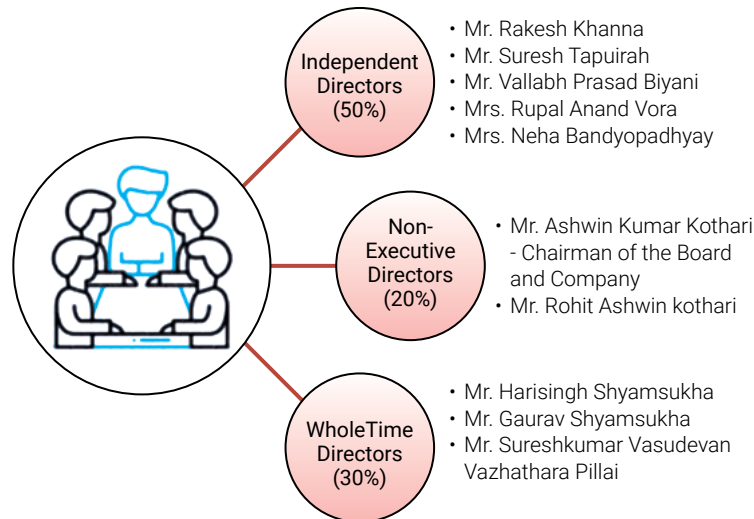 Independent
Directors
(50%)
• Mr. Rakesh Khanna
• Mr. Suresh Tapuirah
• Mr. Vallabh Prasad Biyani
• Mrs. Rupal Anand Vora
• Mrs. Neha Bandyopadhyay
Non-
Executive
Directors
(20%)
• Mr. Ashwin Kumar Kothari
- Chairman of the Board
and Company
• Mr. Rohit Ashwin kothari
WholeTime
Directors
(30%)
• Mr. Harisingh Shyamsukha
• Mr. Gaurav Shyamsukha
• Mr. Sureshkumar Vasudevan
Vazhathara Pillai